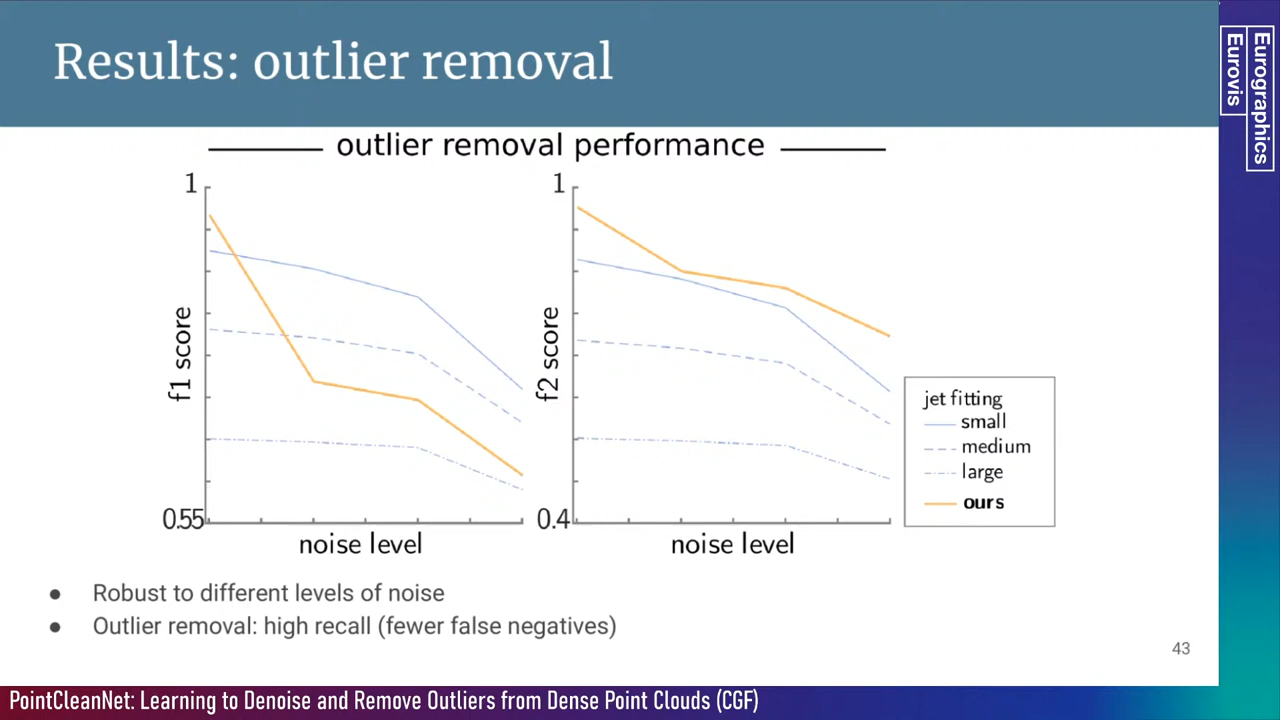 Results: outlier removal
Eurographics
Eurovis
outlier removal performance
1
f1 score
0.55
noise level
1
f2 score
0.4
noise level
jet fitting
small
medium
large
ours
● Robust to different levels of noise
● Outlier removal: high recall (fewer false negatives)
43
PointCleanNet: Learning to Denoise and Remove Outliers from Dense Point Clouds (CGF)